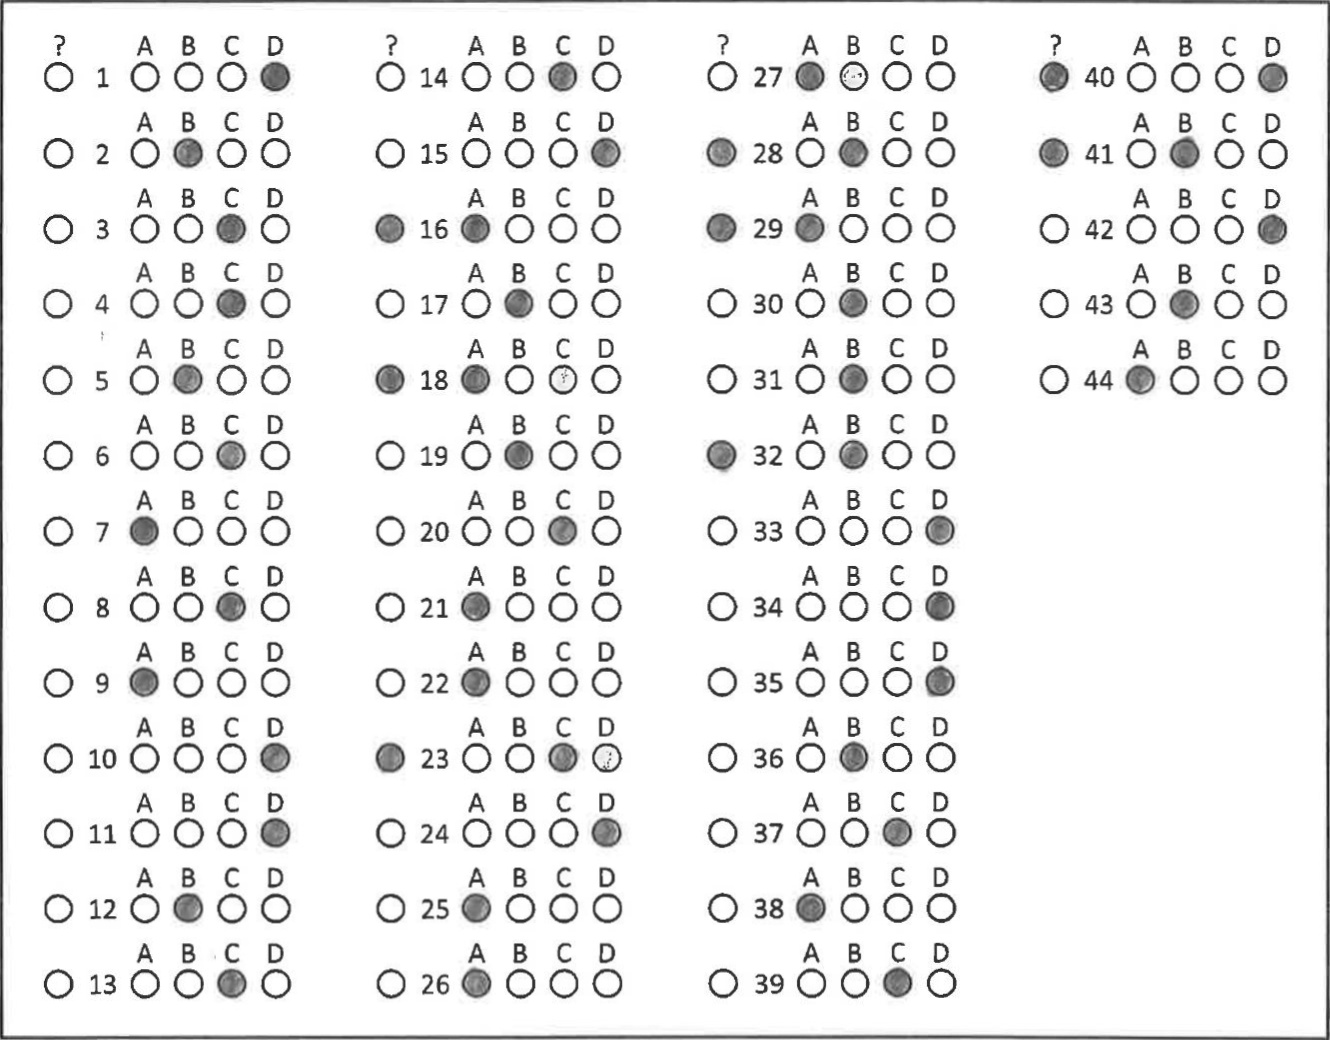 ? A B C D
1
A B C D
2
A B C D
3
A B C D
4
A B C D
5
A B C D
6
A B C D
7
A B C D
8
A B C D
9
A B C D
10
A B C D
11
A B C D
12
A B C D
13
? A B C D
14
A B C D
15
A B C D
16
A B C D
17
A B C D
18
A B C D
19
A B C D
20
A B C D
21
A B C D
22
A B C D
23
A B C D
24
A B C D
25
A B C D
26
? A B C D
27
A B C D
28
A B C D
29
A B C D
30
A B C D
31
A B C D
32
A B C D
33
A B C D
34
A B C D
35
A B C D
36
A B C D
37
A B C D
38
A B C D
39
? A B C D
40
A B C D
41
A B C D
42
A B C D
43
A B C D
44